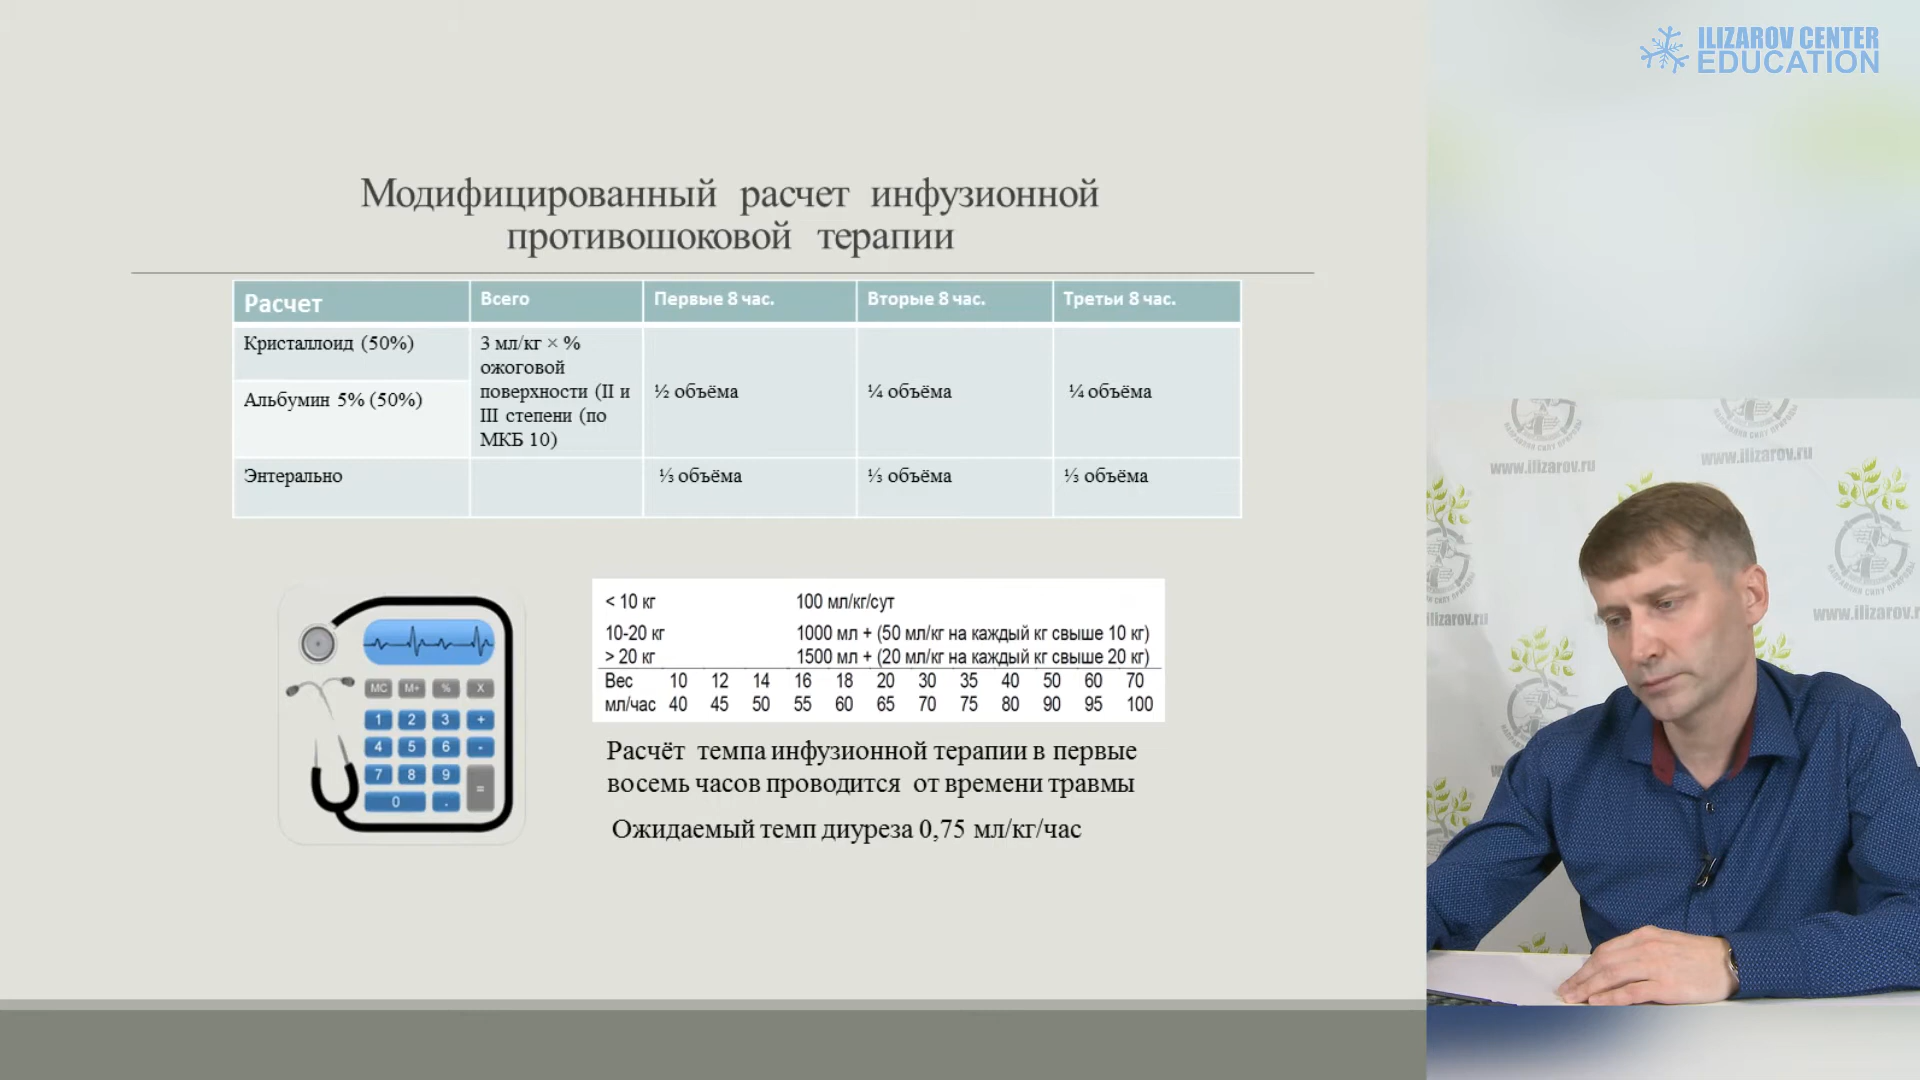 ILIZAROV CENTER
EDUCATION
Модифицированный расчет инфузионной
противошоковой терапии
Расчет Всего Первые 8 час. Вторые 8 час. Третьи 8 час.
Кристаллоид (50%)
Альбумин 5% (50%)
3 мл/кг × %
ожоговой
поверхности (II и
III степени (по
МКБ 10)
½ объёма ¼ объёма ¼ объёма
Энтерально ⅓ объёма ⅓ объёма ⅓ объёма
MC M+ % X
1 2 3 +
4 5 6 -
7 8 9 =
0 .
< 10 кг 100 мл/кг/сут
10-20 кг 1000 мл + (50 мл/кг на каждый кг свыше 10 кг)
> 20 кг 1500 мл + (20 мл/кг на каждый кг свыше 20 кг)
Вес 10 12 14 16 18 20 30 35 40 50 60 70
мл/час 40 45 50 55 60 65 70 75 80 90 95 100
Расчёт темпа инфузионной терапии в первые
восемь часов проводится от времени травмы
Ожидаемый темп диуреза 0,75 мл/кг/час
www.ilizarov.ru
www.ilizarov.ru
www.ilizarov.ru